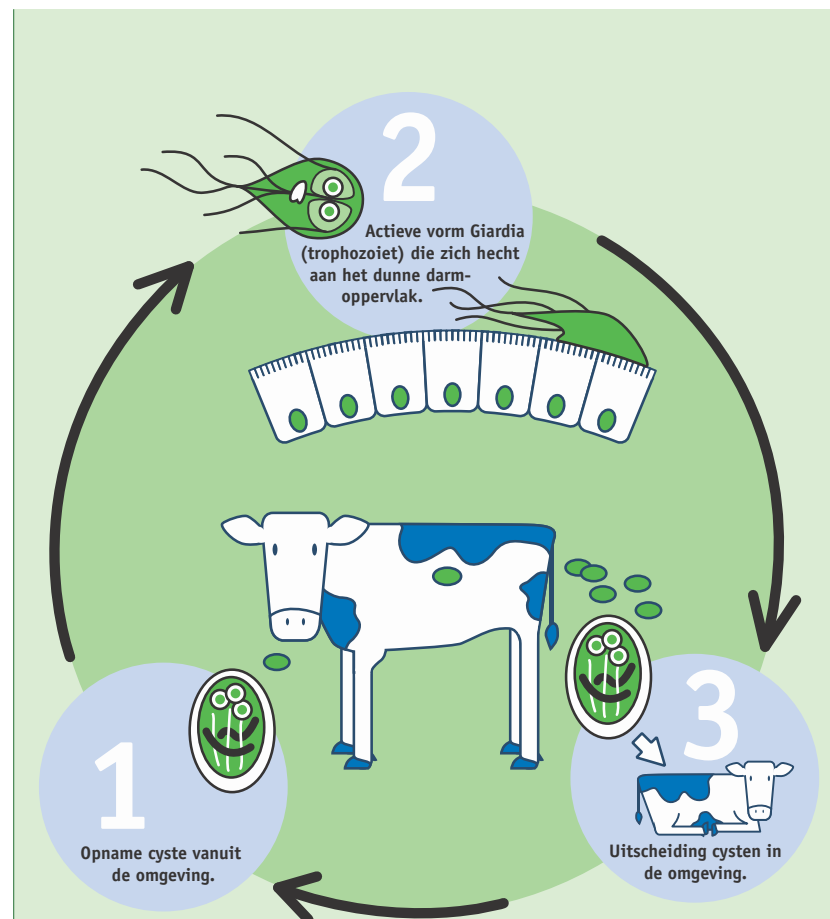 2
Actieve vorm Giardia
(trophozoiet) die zich hecht
aan het dunne darm-
oppervlak.
1
Opname cyste vanuit
de omgeving.
3
Uitscheiding cysten in
de omgeving.